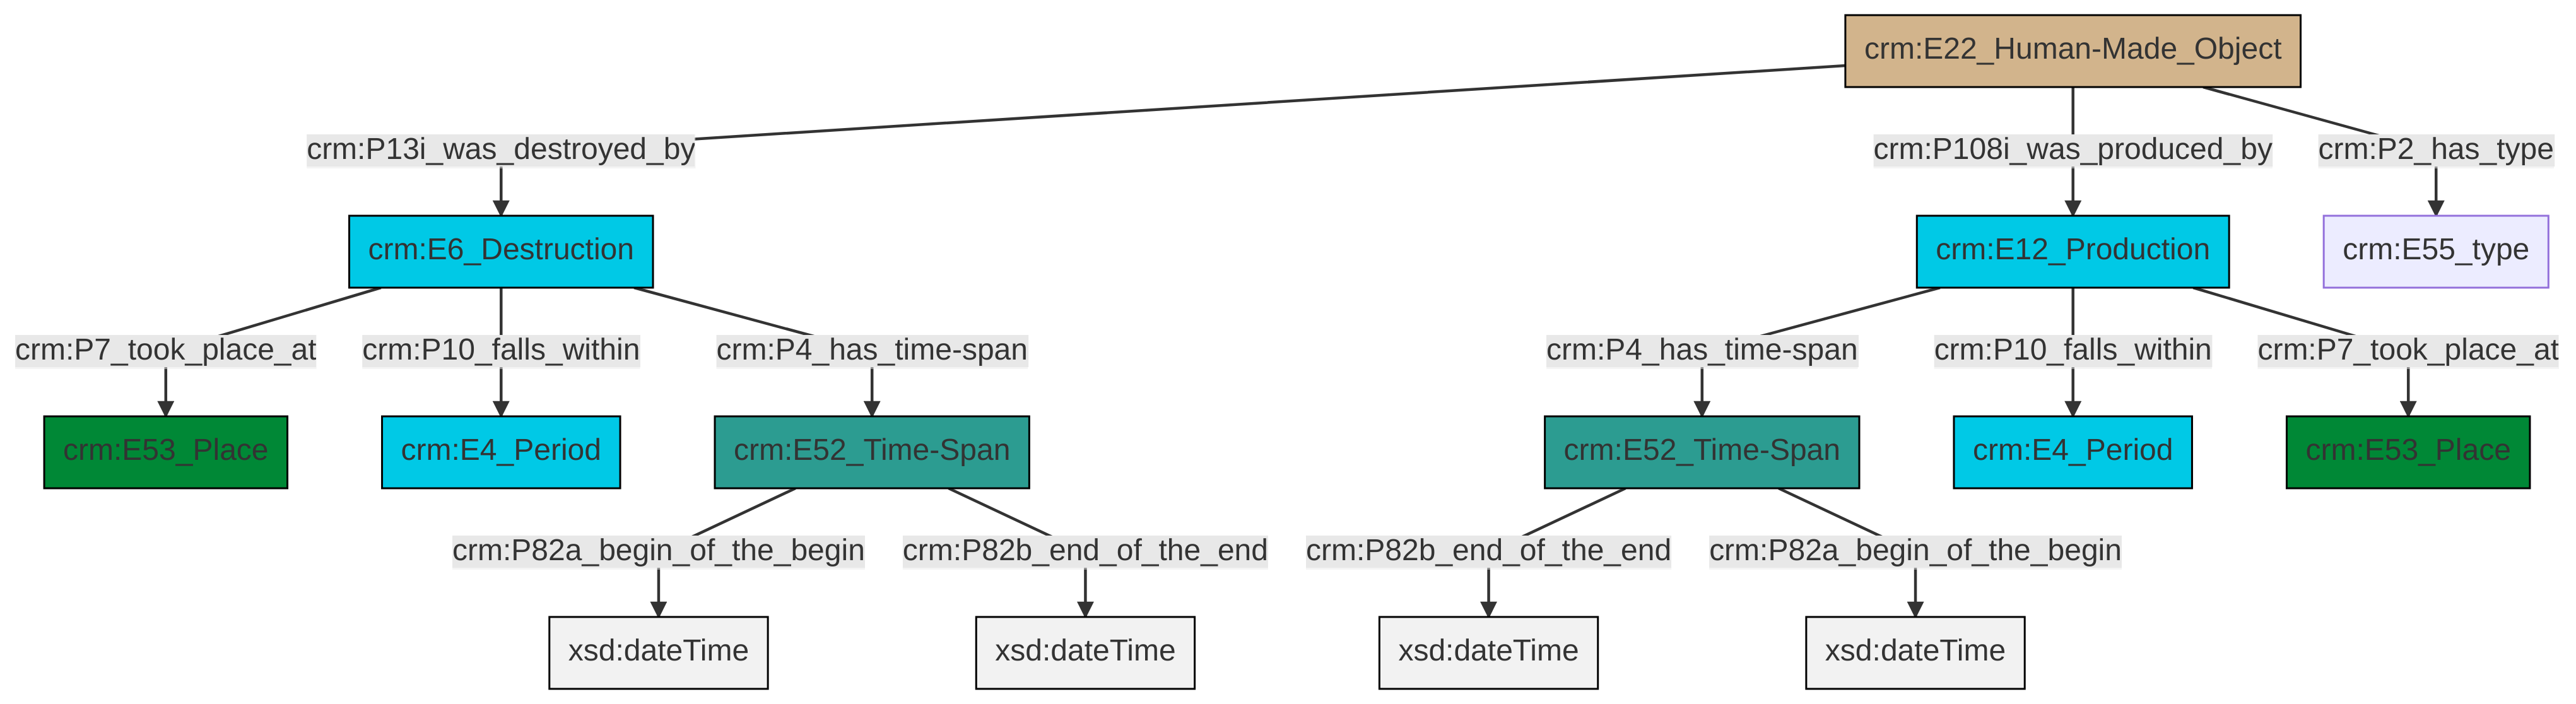 crm:E22_Human-Made_Object
crm:P13i_was_destroyed_by
crm:P108i_was_produced_by
crm:P2_has_type
crm:E6_Destruction
crm:E12_Production
crm:E55_type
crm:P7_took_place_at
crm:P10_falls_within
crm:P4_has_time-span
crm:P4_has_time-span
crm:P10_falls_within
crm:P7_took_place_at
crm:E53_Place
crm:E4_Period
crm:E52_Time-Span
crm:E52_Time-Span
crm:E4_Period
crm:E53_Place
crm:P82a_begin_of_the_begin
crm:P82b_end_of_the_end
crm:P82b_end_of_the_end
crm:P82a_begin_of_the_begin
xsd:dateTime
xsd:dateTime
xsd:dateTime
xsd:dateTime